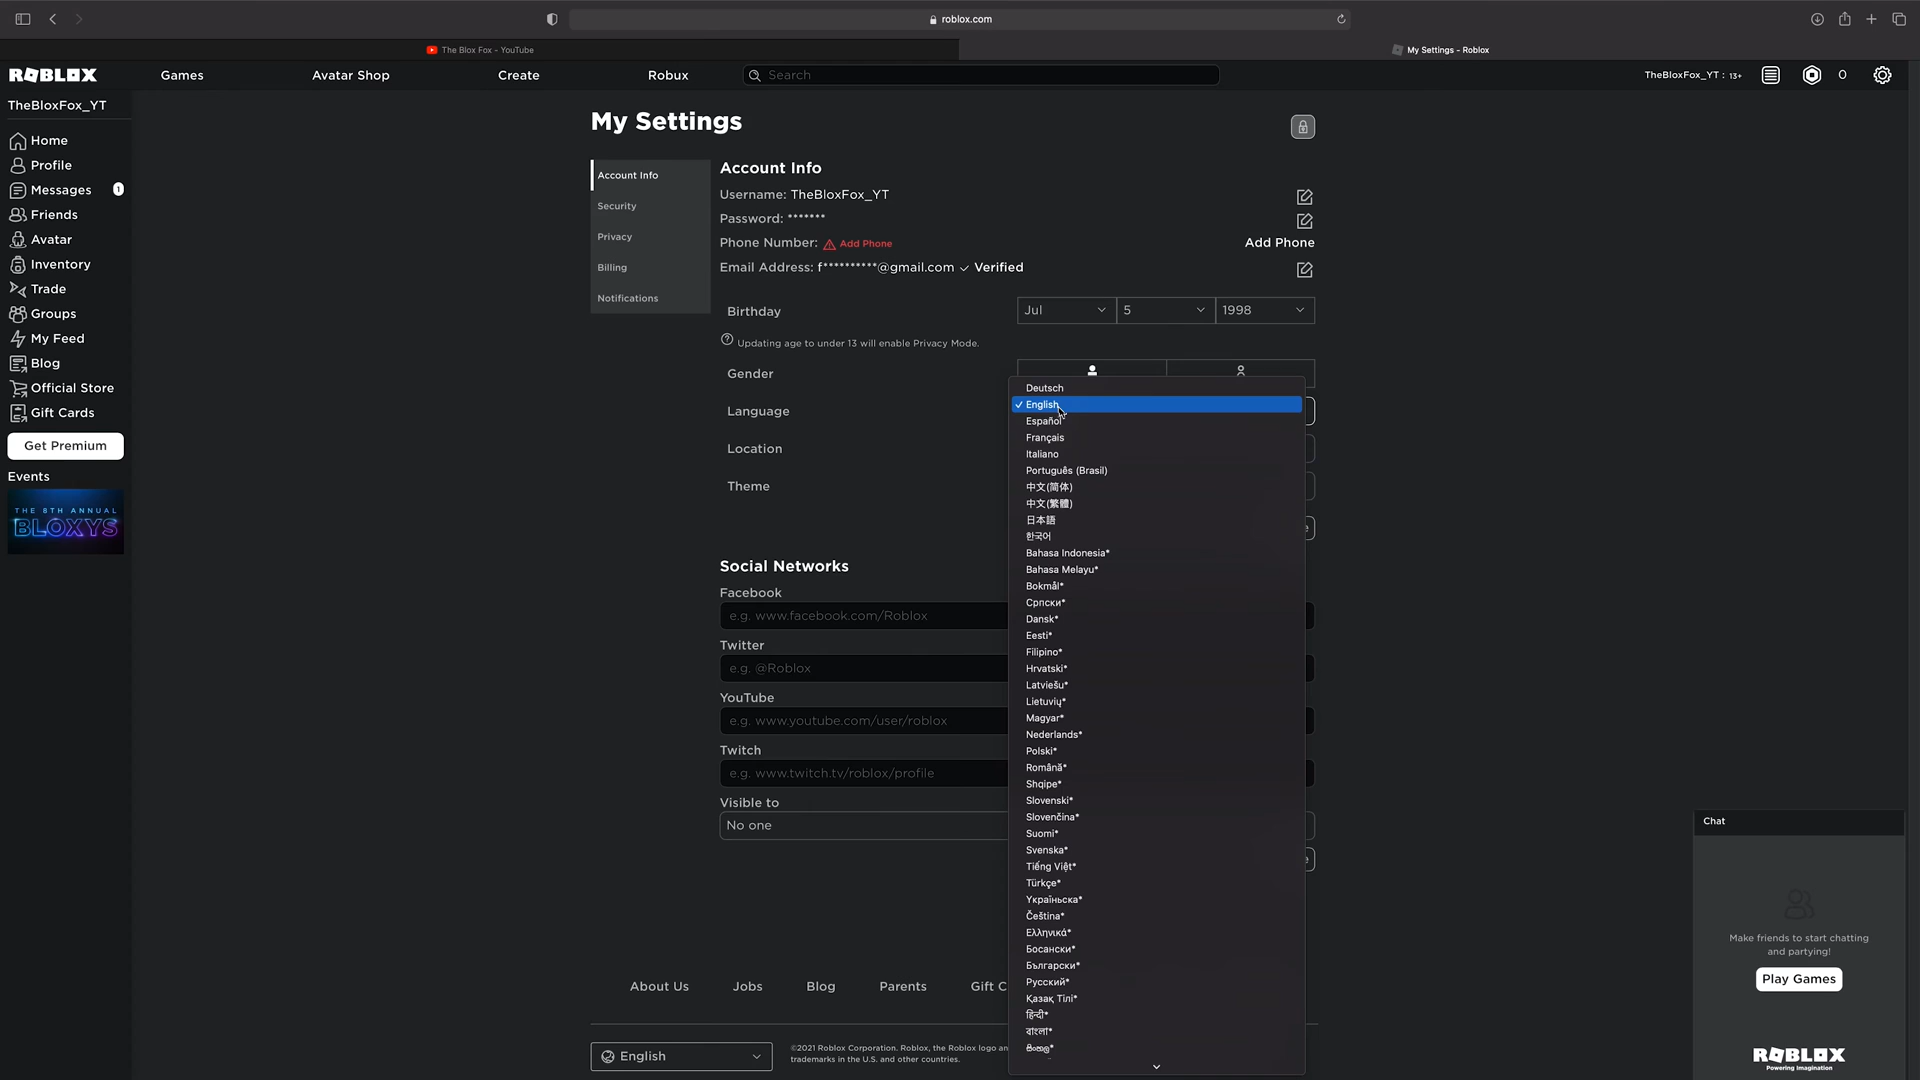 roblox.com
The Blox Fox - YouTube
My Settings - Roblox
ROBLOX
Games
Avatar Shop
Create
Robux
Search
TheBloxFox_YT : 13+
0
TheBloxFox_YT
Home
Profile
Messages
1
Friends
Avatar
Inventory
Trade
Groups
My Feed
Blog
Official Store
Gift Cards
Get Premium
Events
THE 8TH ANNUAL
BLOXYS
My Settings
Account Info
Security
Privacy
Billing
Notifications
Account Info
Username: TheBloxFox_YT
Password: *******
Phone Number: Add Phone
Add Phone
Email Address: f**********@gmail.com ✓ Verified
Birthday
Jul
5
1998
Updating age to under 13 will enable Privacy Mode.
Gender
Language
Location
Theme
Deutsch
✓ English
Español
Français
Italiano
Português (Brasil)
中文(简体)
中文(繁體)
日本語
한국어
Bahasa Indonesia*
Bahasa Melayu*
Bokmål*
Српски*
Dansk*
Eesti*
Filipino*
Hrvatski*
Latviešu*
Lietuvių*
Magyar*
Nederlands*
Polski*
Română*
Shqipe*
Slovenski*
Slovenčina*
Suomi*
Svenska*
Tiếng Việt*
Türkçe*
Українська*
Čeština*
Ελληνικά*
Босански*
Български*
Русский*
Қазақ Тілі*
हिन्दी*
বাংলা*
සිංහල*
Social Networks
Facebook
e.g. www.facebook.com/Roblox
Twitter
e.g. @Roblox
YouTube
e.g. www.youtube.com/user/roblox
Twitch
e.g. www.twitch.tv/roblox/profile
Visible to
No one
About Us
Jobs
Blog
Parents
Gift C
English
©2021 Roblox Corporation. Roblox, the Roblox logo an
trademarks in the U.S. and other countries.
Chat
Make friends to start chatting
and partying!
Play Games
ROBLOX
Powering Imagination